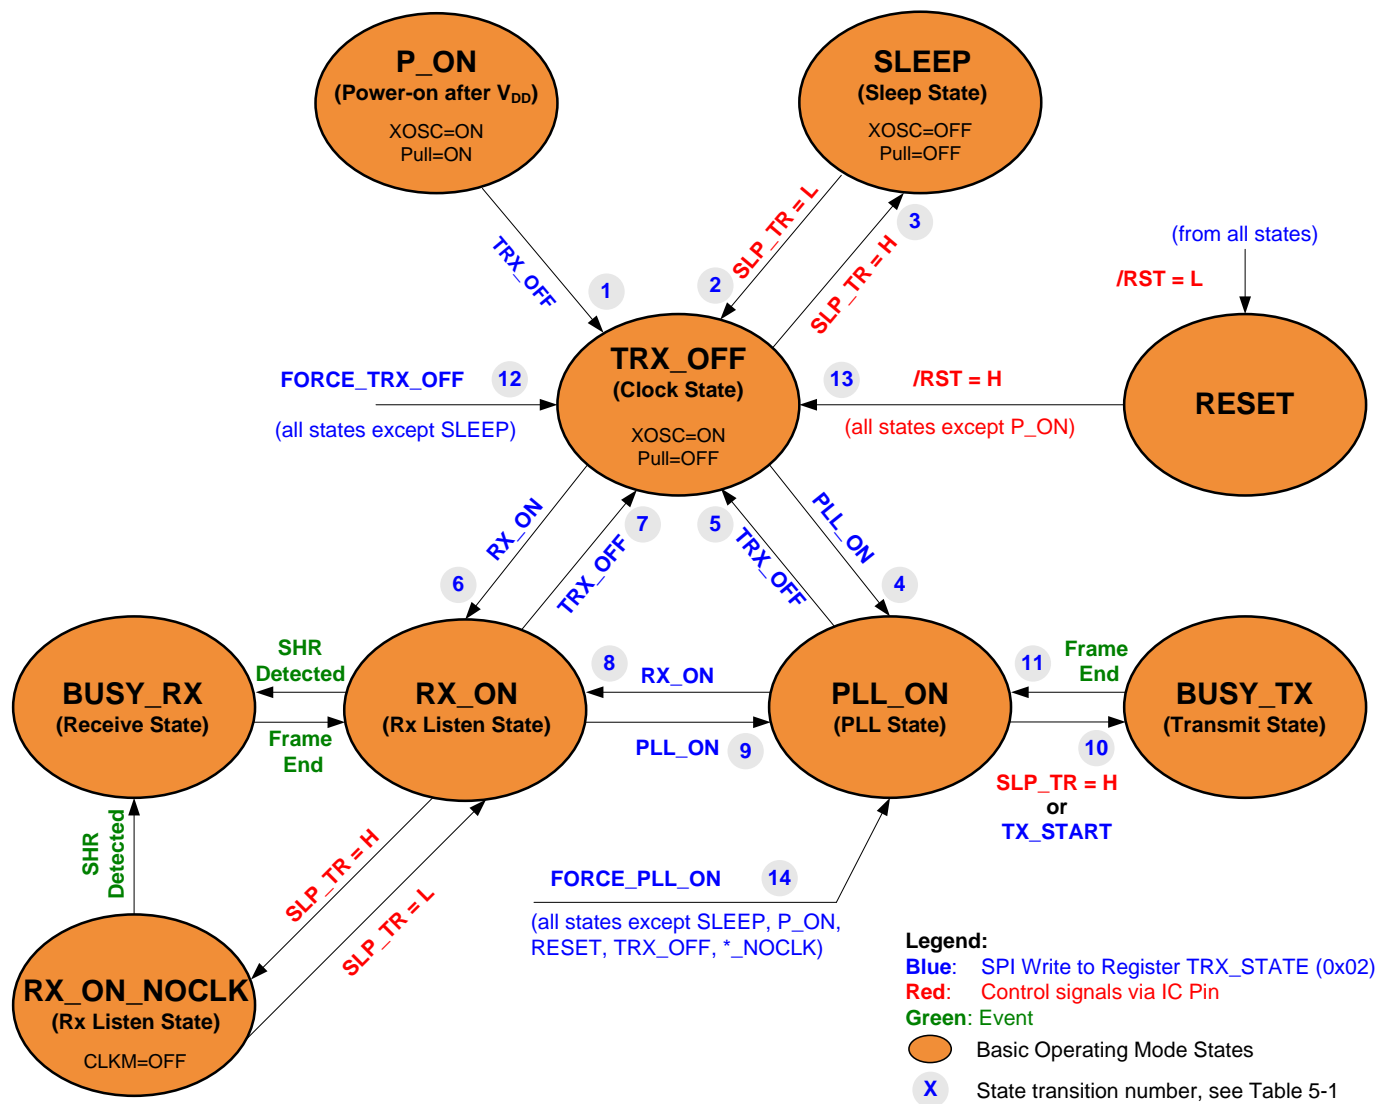 P_ON
(Power-on after VDD)
XOSC=ON
Pull=ON
SLEEP
(Sleep State)
XOSC=OFF
Pull=OFF
TRX_OFF
1
2
SLP_TR = L
SLP_TR = H
3
(from all states)
/RST = L
TRX_OFF
(Clock State)
XOSC=ON
Pull=OFF
FORCE_TRX_OFF
12
(all states except SLEEP)
13
/RST = H
(all states except P_ON)
RESET
RX_ON
6
7
TRX_OFF
5
TRX_OFF
PLL_ON
4
BUSY_RX
(Receive State)
SHR
Detected
Frame
End
RX_ON
(Rx Listen State)
8
RX_ON
PLL_ON
9
PLL_ON
(PLL State)
11
Frame
End
10
SLP_TR = H
or
TX_START
BUSY_TX
(Transmit State)
SHR
Detected
SLP_TR = H
SLP_TR = L
RX_ON_NOCLK
(Rx Listen State)
CLKM=OFF
FORCE_PLL_ON
14
(all states except SLEEP, P_ON,
RESET, TRX_OFF, *_NOCLK)
Legend:
Blue: SPI Write to Register TRX_STATE (0x02)
Red: Control signals via IC Pin
Green: Event
Basic Operating Mode States
X State transition number, see Table 5-1